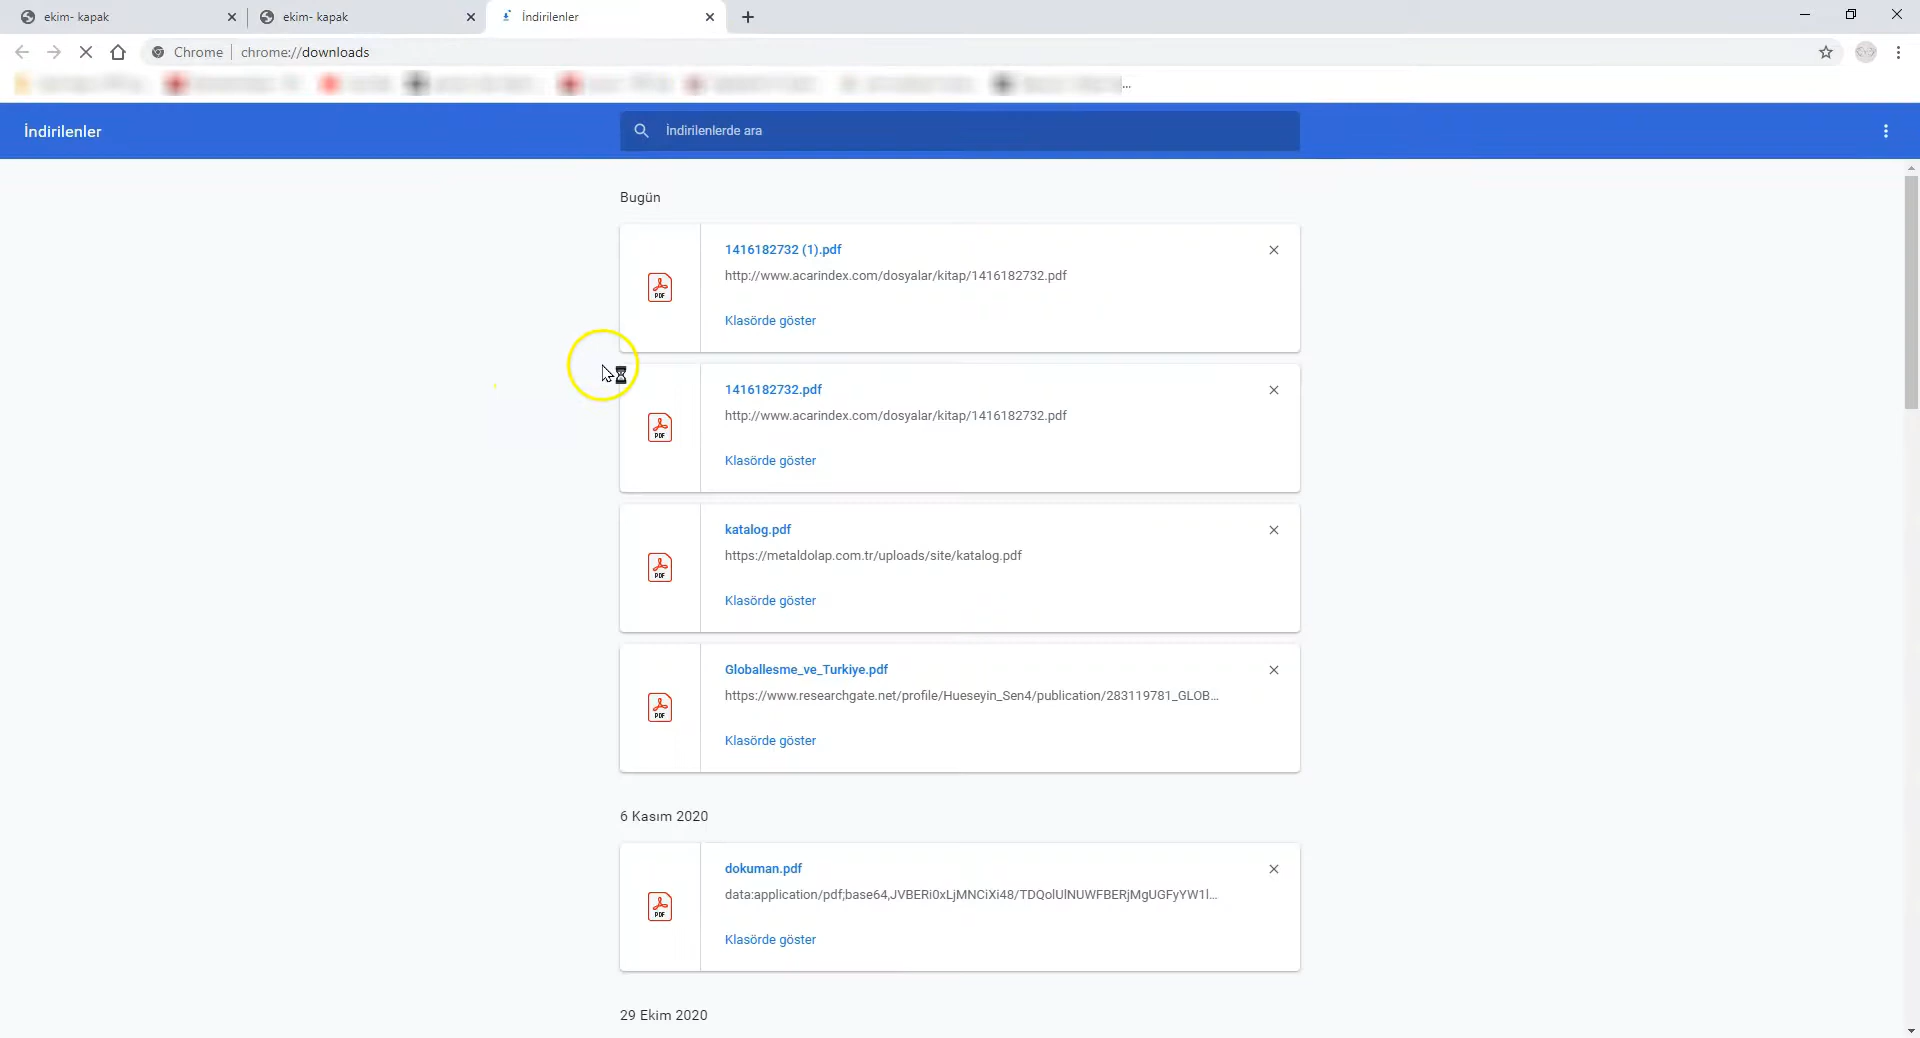 ekim- kapak
ekim- kapak
İndirilenler
Chrome
chrome://downloads
...
İndirilenler
İndirilenlerde ara
Bugün
1416182732 (1).pdf
http://www.acarindex.com/dosyalar/kitap/1416182732.pdf
Klasörde göster
1416182732.pdf
http://www.acarindex.com/dosyalar/kitap/1416182732.pdf
Klasörde göster
katalog.pdf
https://metaldolap.com.tr/uploads/site/katalog.pdf
Klasörde göster
Globallesme_ve_Turkiye.pdf
https://www.researchgate.net/profile/Hueseyin_Sen4/publication/283119781_GLOB...
Klasörde göster
6 Kasım 2020
dokuman.pdf
data:application/pdf;base64,JVBERi0xLjMNCiXi48/TDQolUlNUWFBERjMgUGFyYW1l...
Klasörde göster
29 Ekim 2020